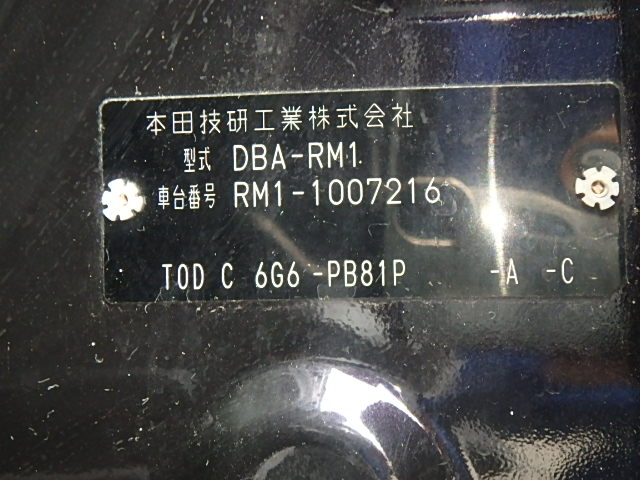 本田技研工業株式会社
型式 DBA-RM1
車台番号 RM1-1007216
TOD C 6G6 -PB81P -A -C